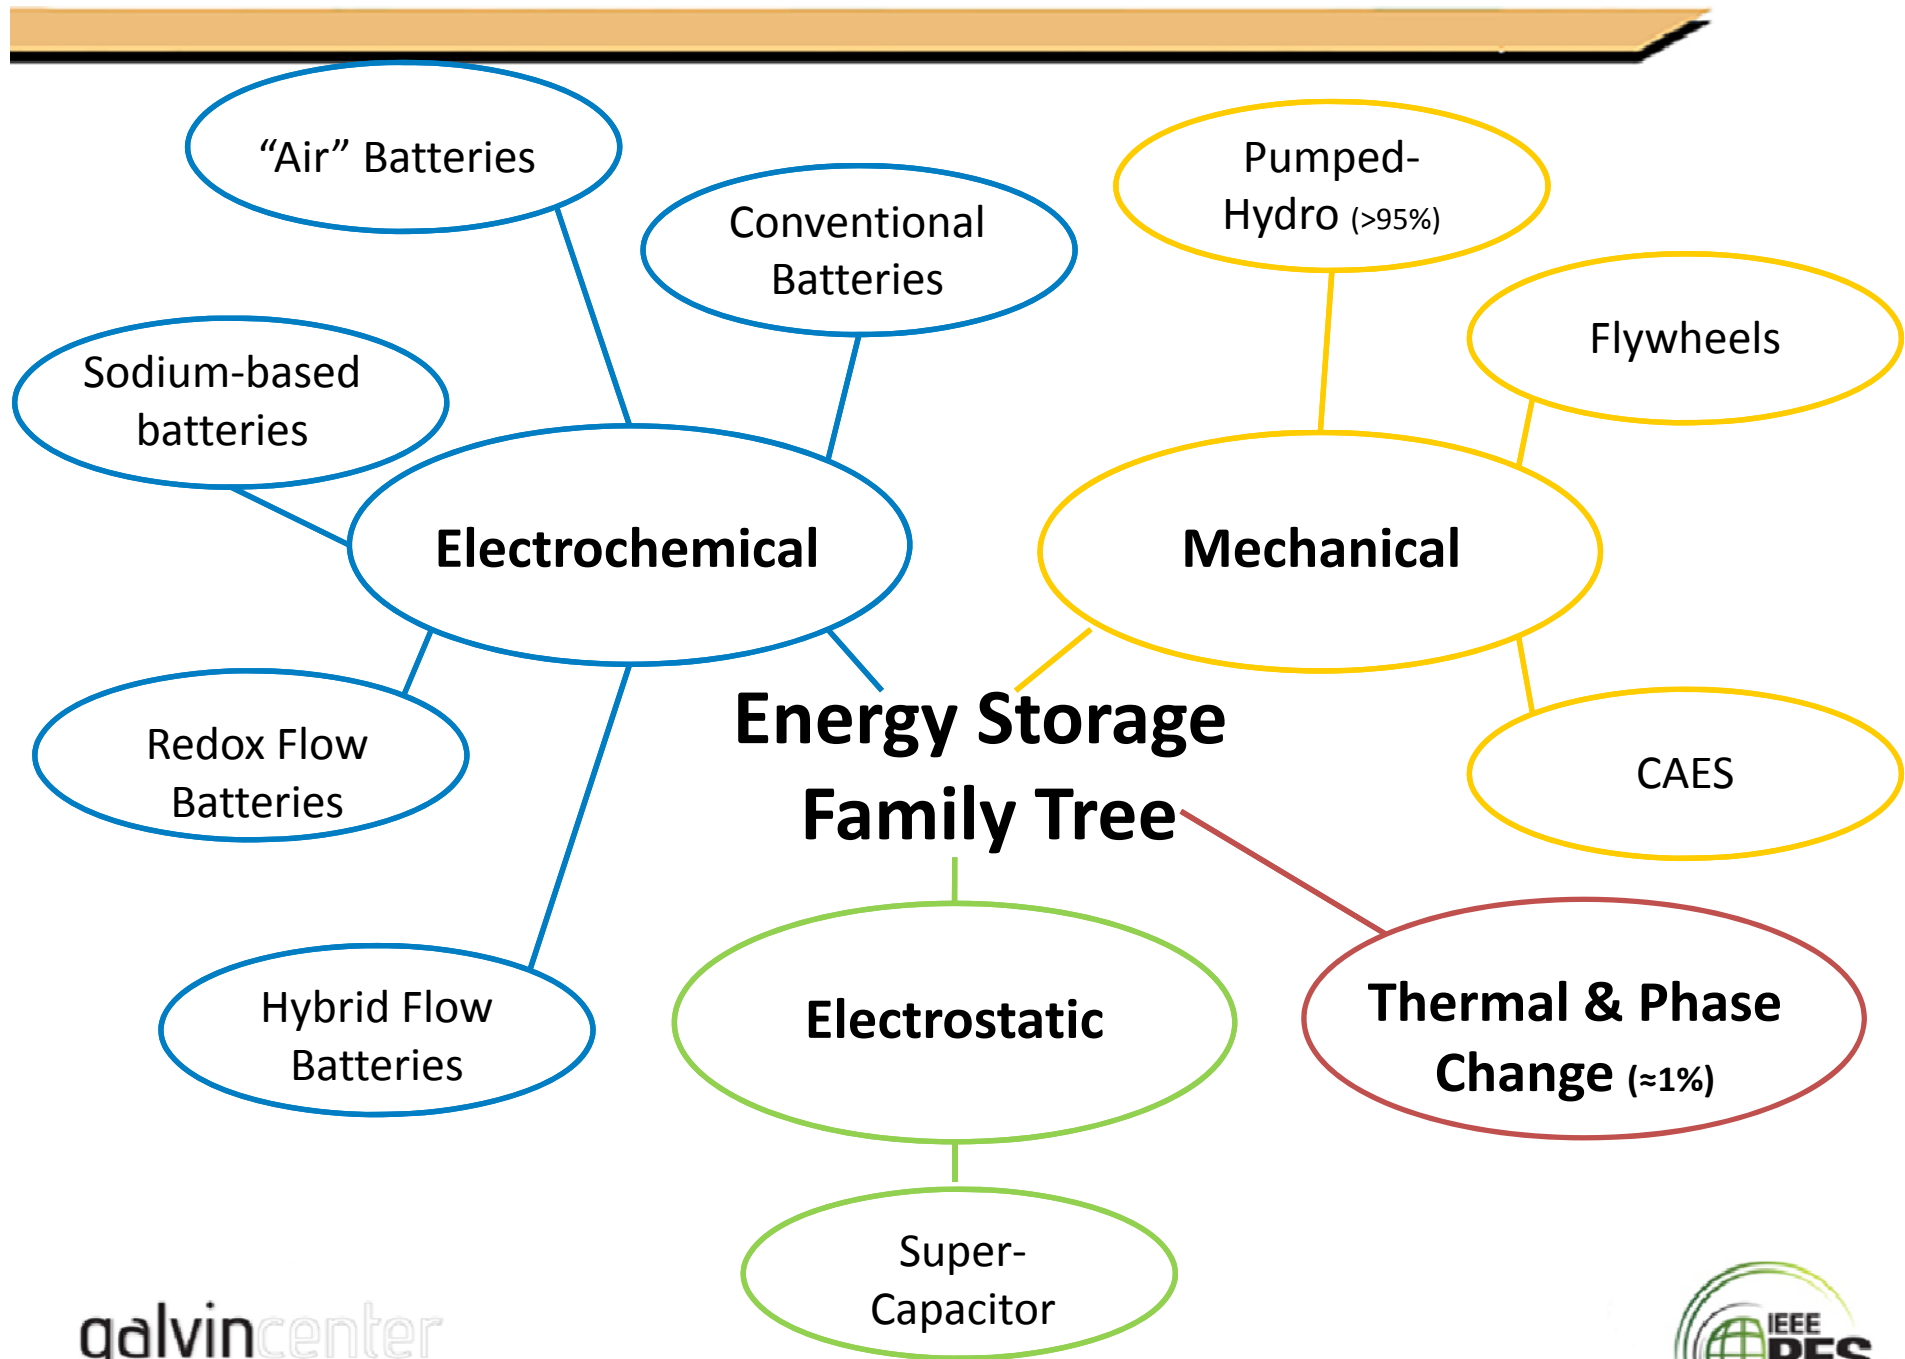 “Air” Batteries
Conventional
Batteries
Pumped-
Hydro (>95%)
Flywheels
Sodium-based
batteries
Electrochemical
Mechanical
Energy Storage
Family Tree
Redox Flow
Batteries
CAES
Hybrid Flow
Batteries
Electrostatic
Thermal & Phase
Change (≈1%)
Super-
Capacitor
galvincenter
IEEE
PES